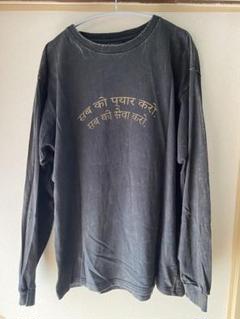 सब को प्यार करो.
सब की सेवा करो.